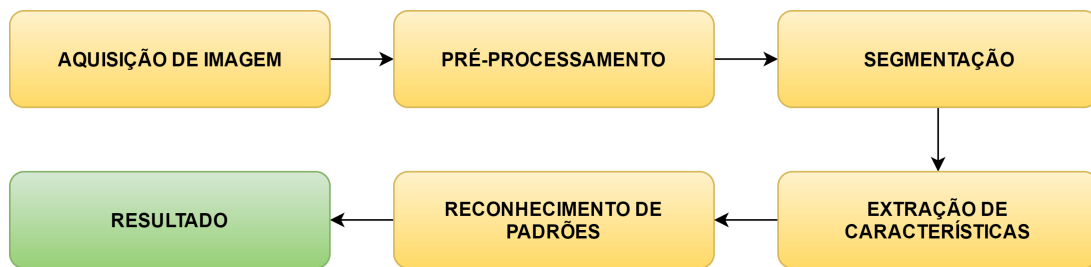 AQUISIÇÃO DE IMAGEM
PRÉ-PROCESSAMENTO
SEGMENTAÇÃO
EXTRAÇÃO DE
CARACTERÍSTICAS
RECONHECIMENTO DE
PADRÕES
RESULTADO